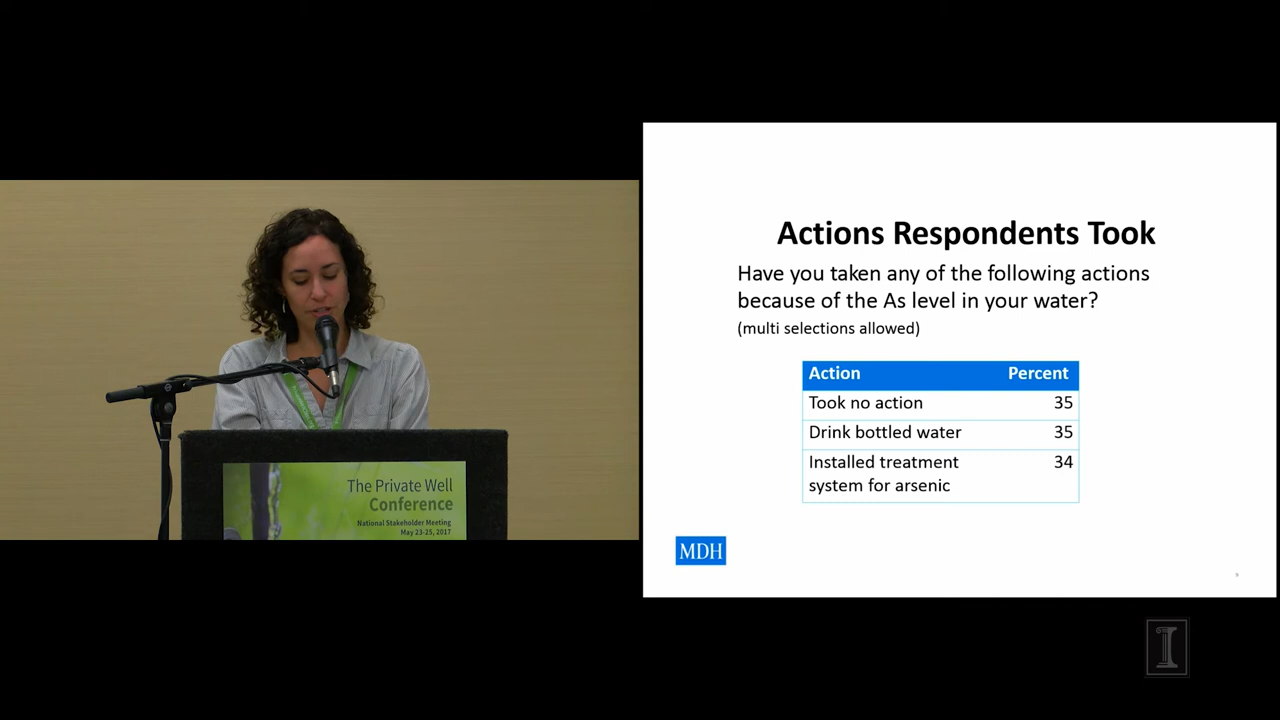 The Private Well
Conference
National Stakeholder Meeting
May 23-25, 2017
Actions Respondents Took
Have you taken any of the following actions
because of the As level in your water?
(multi selections allowed)
Action Percent
Took no action 35
Drink bottled water 35
Installed treatment 34
system for arsenic
MDH
9
I